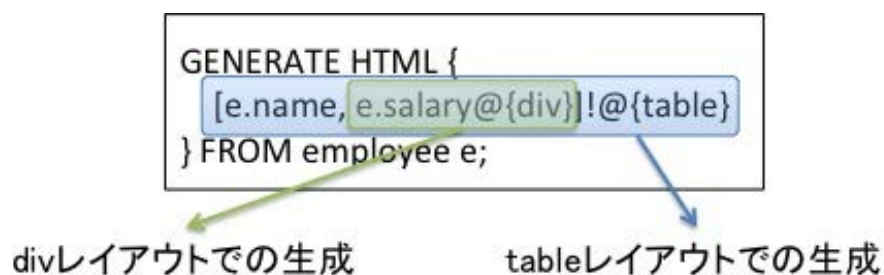 GENERATE HTML {
[e.name, e.salary@{div}]!@{table}
} FROM employee e;
divレイアウトでの生成
tableレイアウトでの生成